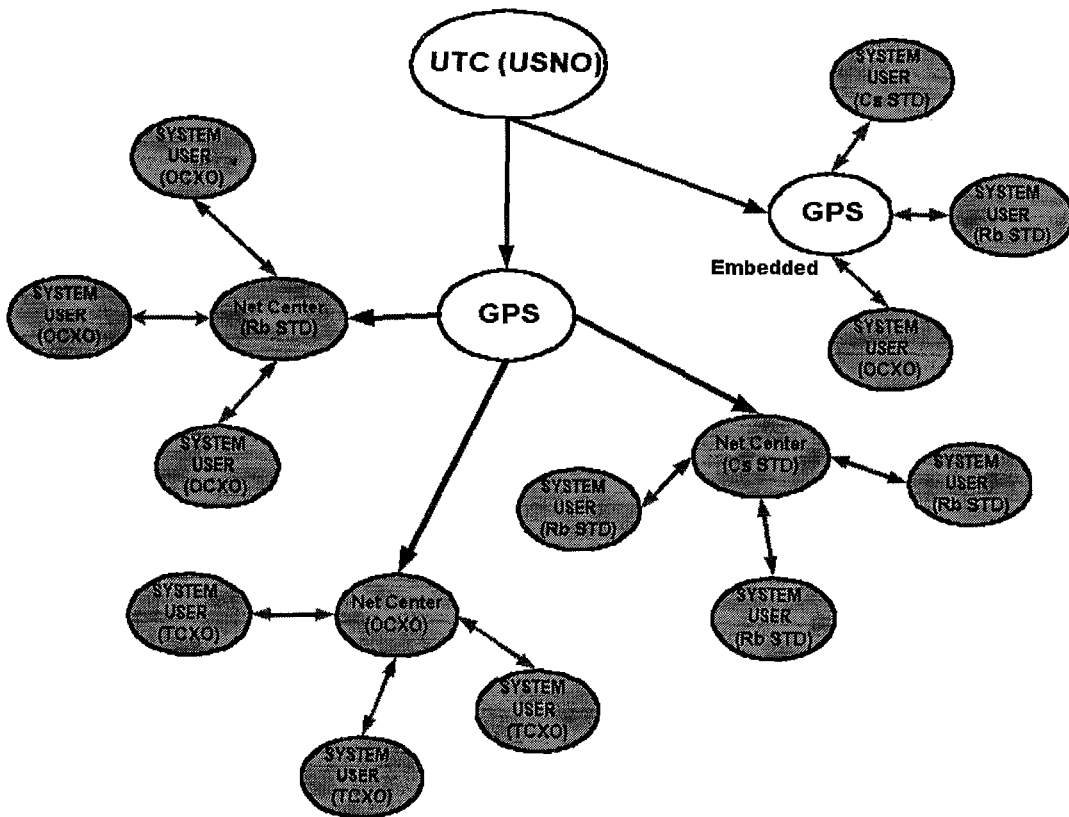 UTC (USNO)
SYSTEM
USER
(Cs STD)
SYSTEM
USER
(OCXO)
GPS
SYSTEM
USER
(Rb STD)
Embedded
SYSTEM
USER
(OCXO)
Net Center
(Rb STD)
GPS
SYSTEM
USER
(OCXO)
SYSTEM
USER
(OCXO)
Net Center
(Cs STD)
SYSTEM
USER
(Rb STD)
SYSTEM
USER
(Rb STD)
SYSTEM
USER
(TCXO)
Net Center
(OCXO)
SYSTEM
USER
(Rb STD)
SYSTEM
USER
(TCXO)
SYSTEM
USER
(TCXO)